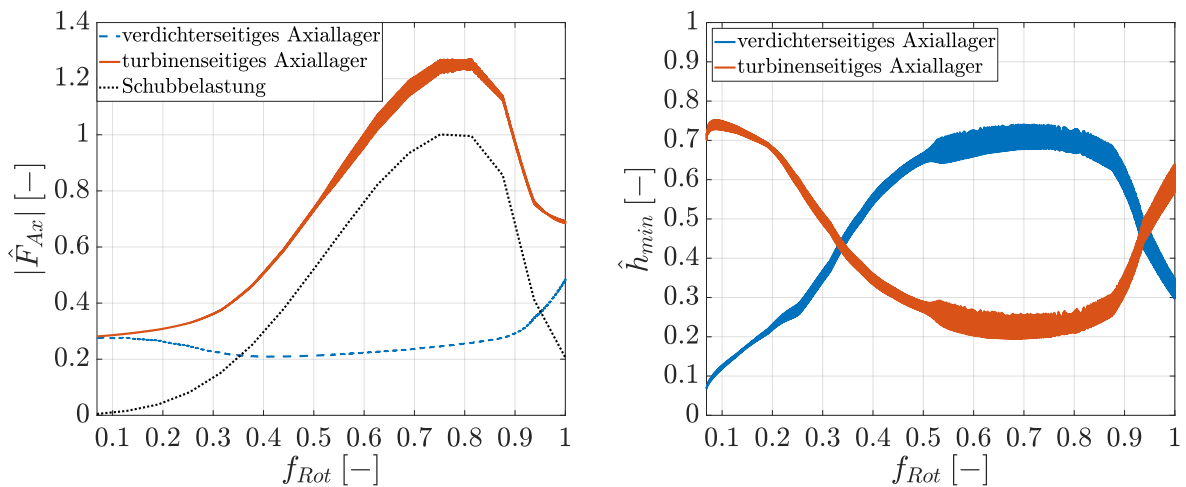 1.4
1.2
1
0.8
0.6
0.4
0.2
0
|F̂_Ax| [−]
verdichterseitiges Axiallager
turbinenseitiges Axiallager
Schubbelastung
0.1 0.2 0.3 0.4 0.5 0.6 0.7 0.8 0.9 1
f_Rot [−]
1
0.9
0.8
0.7
0.6
0.5
0.4
0.3
0.2
0.1
0
ĥ_min [−]
verdichterseitiges Axiallager
turbinenseitiges Axiallager
0.1 0.2 0.3 0.4 0.5 0.6 0.7 0.8 0.9 1
f_Rot [−]